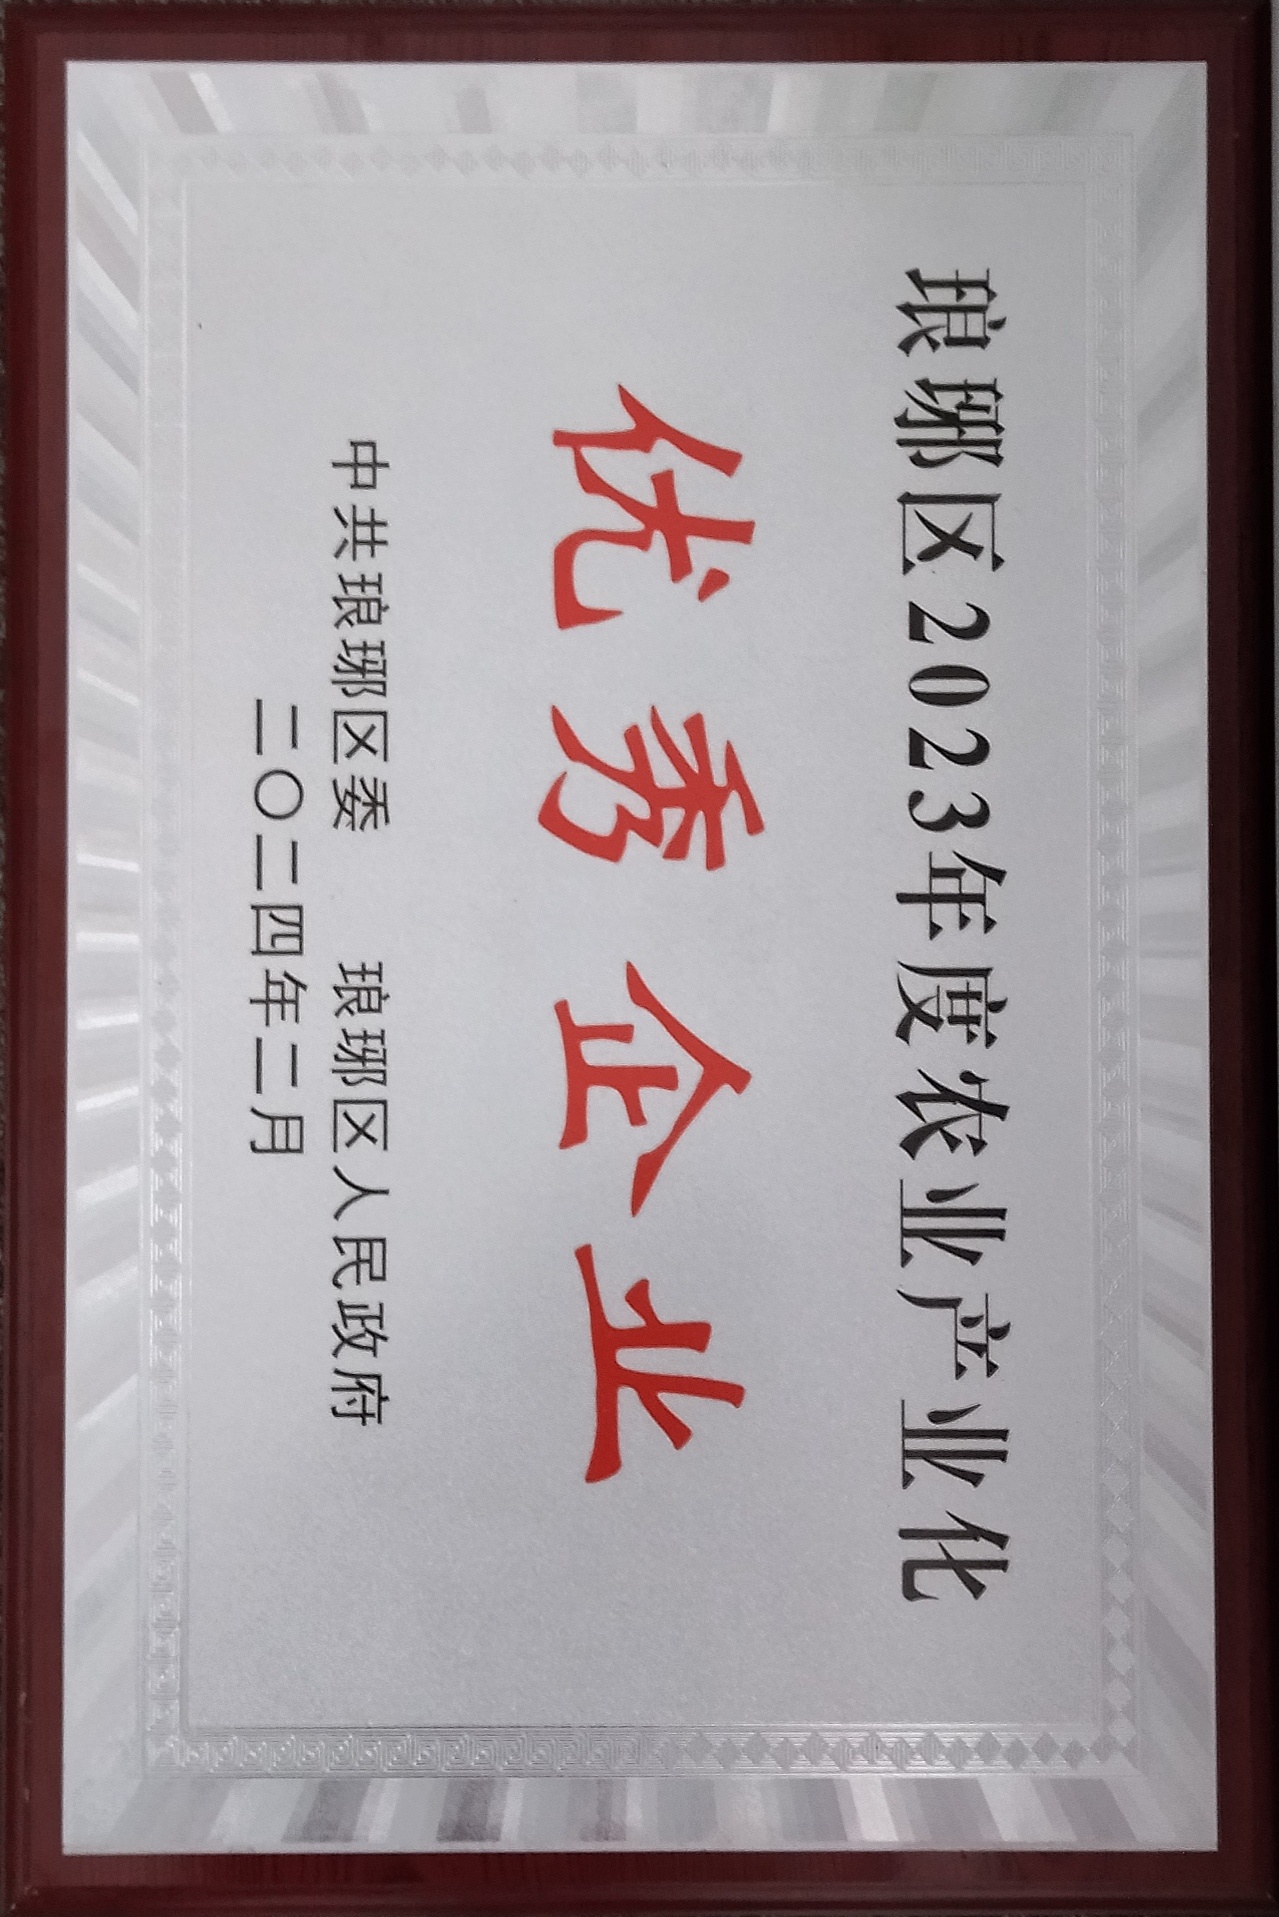 琅琊区2023年度农业产业化
优秀企业
中共琅琊区委 琅琊区人民政府
二〇二四年二月